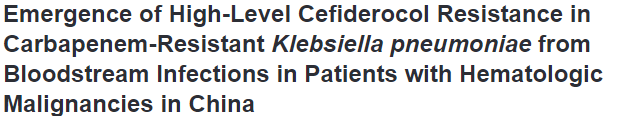 Emergence of High-Level Cefiderocol Resistance in
Carbapenem-Resistant Klebsiella pneumoniae from
Bloodstream Infections in Patients with Hematologic
Malignancies in China